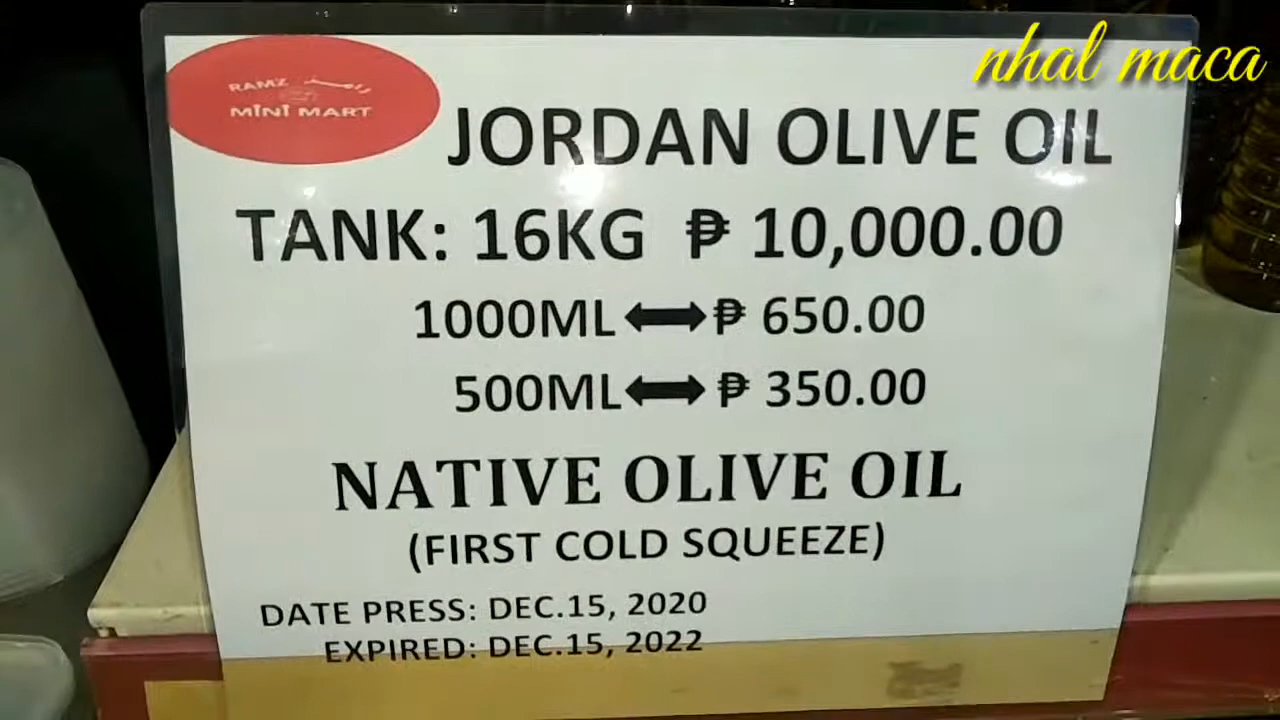 nhal maca
RAMZ رامز
MINI MART
JORDAN OLIVE OIL
TANK: 16KG ₱ 10,000.00
1000ML ↔ ₱ 650.00
500ML ↔ ₱ 350.00
NATIVE OLIVE OIL
(FIRST COLD SQUEEZE)
DATE PRESS: DEC.15, 2020
EXPIRED: DEC.15, 2022